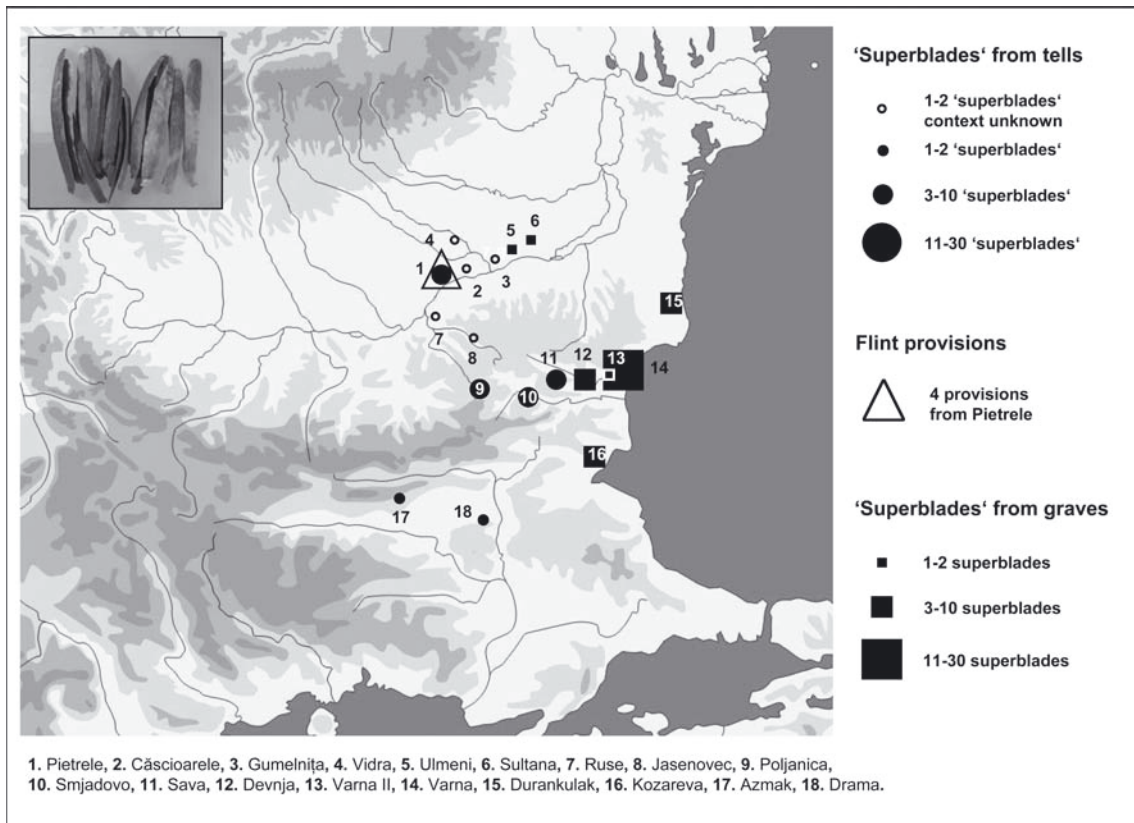 'Superblades' from tells
1-2 'superblades'
context unknown
1-2 'superblades'
3-10 'superblades'
11-30 'superblades'
Flint provisions
4 provisions
from Pietrele
'Superblades' from graves
1-2 superblades
3-10 superblades
11-30 superblades
6
5
4
1
3
2
15
7
8
11
12
13
14
9
10
16
17
18
1. Pietrele, 2. Căscioarele, 3. Gumelnița, 4. Vidra, 5. Ulmeni, 6. Sultana, 7. Ruse, 8. Jasenovec, 9. Poljanica,
10. Smjadovo, 11. Sava, 12. Devnja, 13. Varna II, 14. Varna, 15. Durankulak, 16. Kozareva, 17. Azmak, 18. Drama.